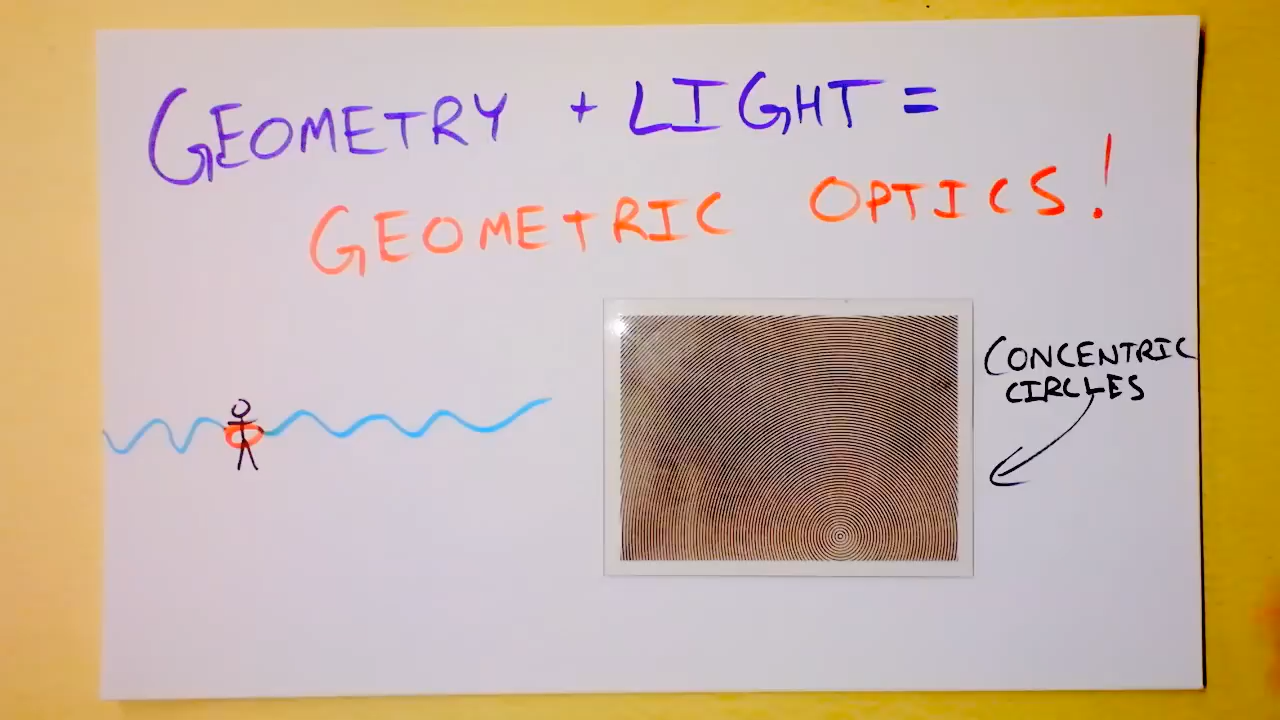 GEOMETRY + LIGHT =
GEOMETRIC OPTICS!
CONCENTRIC
CIRCLES